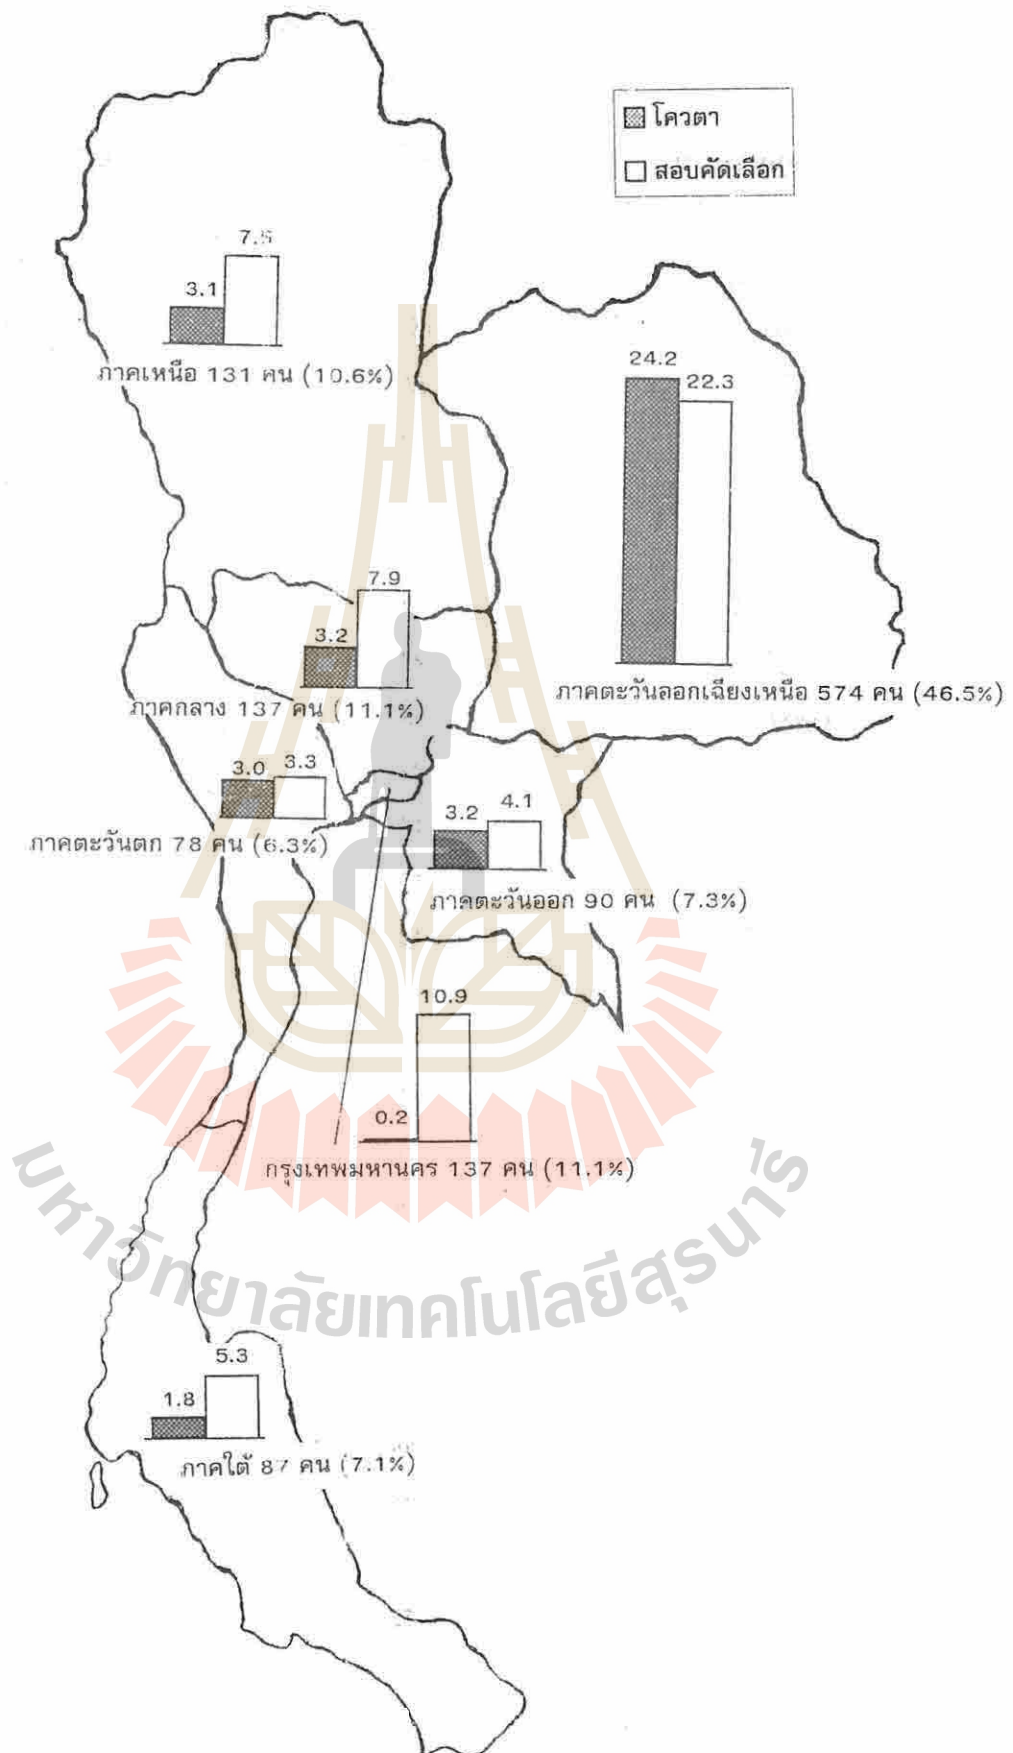 โควตา
สอบคัดเลือก
7.5
3.1
ภาคเหนือ 131 คน (10.6%)
24.2
22.3
ภาคตะวันออกเฉียงเหนือ 574 คน (46.5%)
7.9
3.2
ภาคกลาง 137 คน (11.1%)
3.0
3.3
ภาคตะวันตก 78 คน (6.3%)
3.2
4.1
ภาคตะวันออก 90 คน (7.3%)
10.9
0.2
กรุงเทพมหานคร 137 คน (11.1%)
มหาวิทยาลัยเทคโนโลยีสุรนารี
5.3
1.8
ภาคใต้ 87 คน (7.1%)